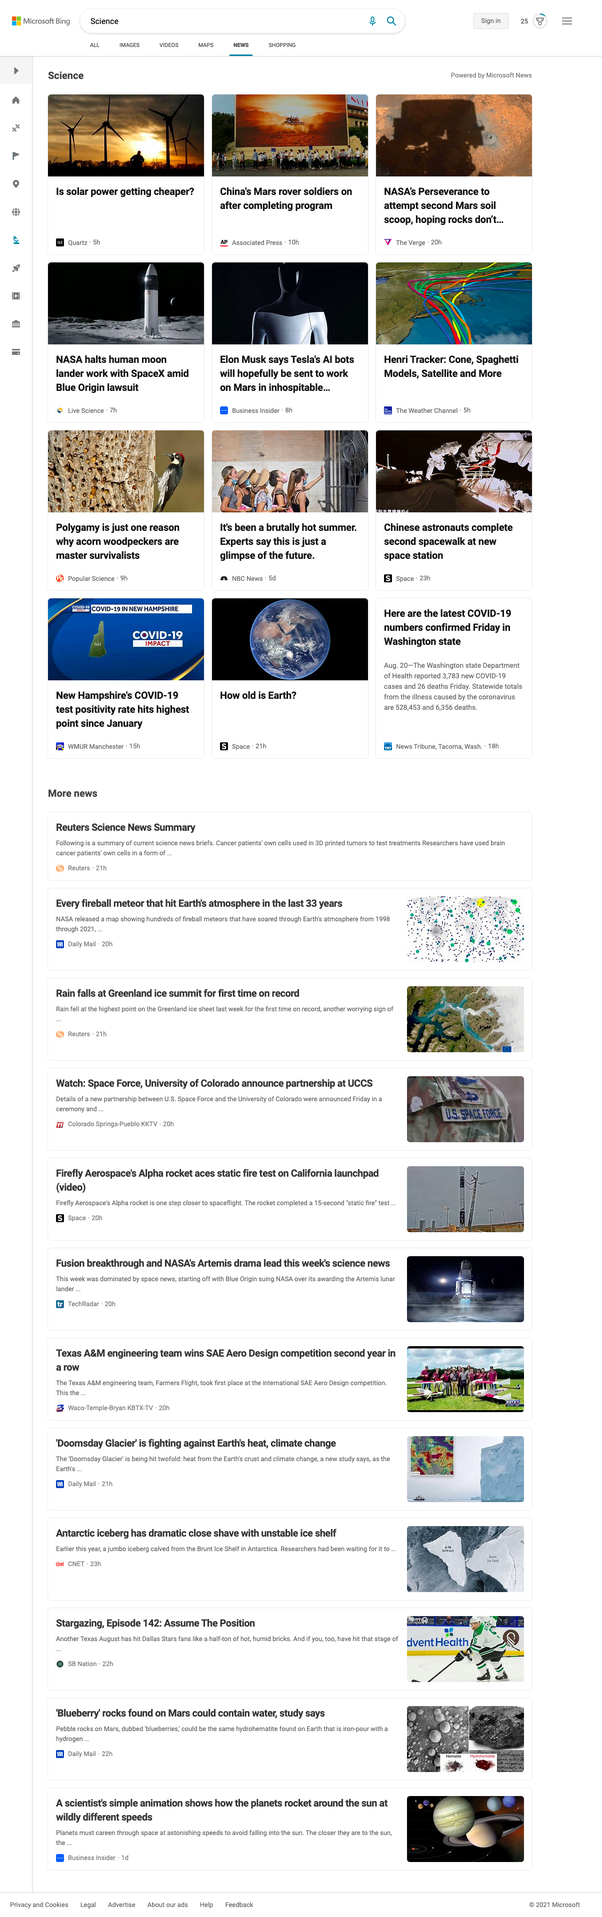 Microsoft Bing
Science
Sign in
25
ALL
IMAGES
VIDEOS
MAPS
NEWS
SHOPPING
Science
Powered by Microsoft News
Is solar power getting cheaper?
Quartz · 5h
China's Mars rover soldiers on
after completing program
AP
Associated Press · 10h
NASA's Perseverance to
attempt second Mars soil
scoop, hoping rocks don't...
The Verge · 20h
NASA halts human moon
lander work with SpaceX amid
Blue Origin lawsuit
Live Science · 7h
Elon Musk says Tesla's AI bots
will hopefully be sent to work
on Mars in inhospitable...
Business Insider · 8h
Henri Tracker: Cone, Spaghetti
Models, Satellite and More
The Weather Channel · 5h
Polygamy is just one reason
why acorn woodpeckers are
master survivalists
Popular Science · 9h
It's been a brutally hot summer.
Experts say this is just a
glimpse of the future.
NBC News · 5d
Chinese astronauts complete
second spacewalk at new
space station
Space · 23h
COVID-19 IN NEW HAMPSHIRE
NH
COVID-19
IMPACT
New Hampshire's COVID-19
test positivity rate hits highest
point since January
WMUR Manchester · 15h
How old is Earth?
Space · 21h
Here are the latest COVID-19
numbers confirmed Friday in
Washington state
Aug. 20—The Washington state Department
of Health reported 3,783 new COVID-19
cases and 26 deaths Friday. Statewide totals
from the illness caused by the coronavirus
are 528,453 and 6,356 deaths.
News Tribune, Tacoma, Wash. · 18h
More news
Reuters Science News Summary
Following is a summary of current science news briefs. Cancer patients' own cells used in 3D printed tumors to test treatments Researchers have used brain
cancer patients' own cells in a form of ...
Reuters · 21h
Every fireball meteor that hit Earth's atmosphere in the last 33 years
NASA released a map showing hundreds of fireball meteors that have soared through Earth's atmosphere from 1998
through 2021, ...
Daily Mail · 20h
Rain falls at Greenland ice summit for first time on record
Rain fell at the highest point on the Greenland ice sheet last week for the first time on record, another worrying sign of
...
Reuters · 21h
Watch: Space Force, University of Colorado announce partnership at UCCS
Details of a new partnership between U.S. Space Force and the University of Colorado were announced Friday in a
ceremony and ...
Colorado Springs-Pueblo KKTV · 20h
U.S. SPACE FORCE
Firefly Aerospace's Alpha rocket aces static fire test on California launchpad
(video)
Firefly Aerospace's Alpha rocket is one step closer to spaceflight. The rocket completed a 15-second "static fire" test ...
Space · 20h
Fusion breakthrough and NASA's Artemis drama lead this week's science news
This week was dominated by space news, starting off with Blue Origin suing NASA over its awarding the Artemis lunar
lander ...
tr
TechRadar · 20h
Texas A&M engineering team wins SAE Aero Design competition second year in
a row
The Texas A&M engineering team, Farmers Flight, took first place at the international SAE Aero Design competition.
This the ...
Waco-Temple-Bryan KBTX-TV · 20h
'Doomsday Glacier' is fighting against Earth's heat, climate change
The 'Doomsday Glacier' is being hit twofold: heat from the Earth's crust and climate change, a new study says, as the
Earth's ...
Daily Mail · 21h
Antarctic iceberg has dramatic close shave with unstable ice shelf
Earlier this year, a jumbo iceberg calved from the Brunt Ice Shelf in Antarctica. Researchers had been waiting for it to ...
CNET · 23h
Stargazing, Episode 142: Assume The Position
Another Texas August has hit Dallas Stars fans like a half-ton of hot, humid bricks. And if you, too, have hit that stage of
...
SB Nation · 22h
dventHealth
'Blueberry' rocks found on Mars could contain water, study says
Pebble rocks on Mars, dubbed 'blueberries,' could be the same hydrohematite found on Earth that is iron-pour with a
hydrogen ...
Daily Mail · 22h
Hematite
Hydrohematite
A scientist's simple animation shows how the planets rocket around the sun at
wildly different speeds
Planets must careen through space at astonishing speeds to avoid falling into the sun. The closer they are to the sun,
the ...
Business Insider · 1d
Privacy and Cookies
Legal
Advertise
About our ads
Help
Feedback
© 2021 Microsoft